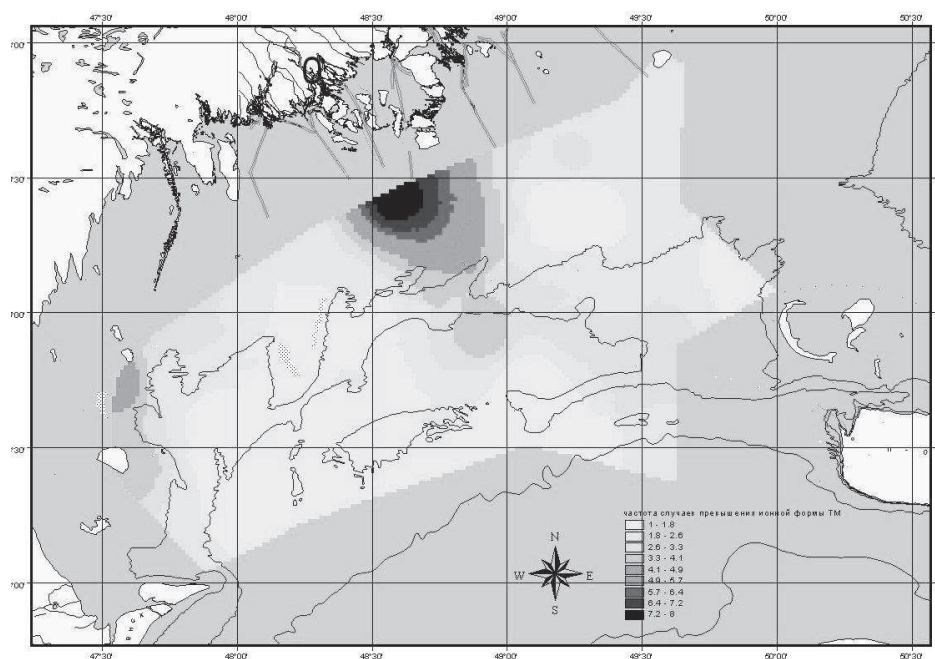 47°30' 48°00' 48°30' 49°00' 50°00' 50°30'
частота случаев превышения ионной формы ТМ
1 - 1.8
1.8 - 2.6
2.6 - 3.3
3.3 - 4.1
4.1 - 4.9
4.9 - 5.7
5.7 - 6.4
6.4 - 7.2
7.2 - 8
N
W E
S
47°30' 48°00' 48°30' 49°00' 49°30' 50°00' 50°30'